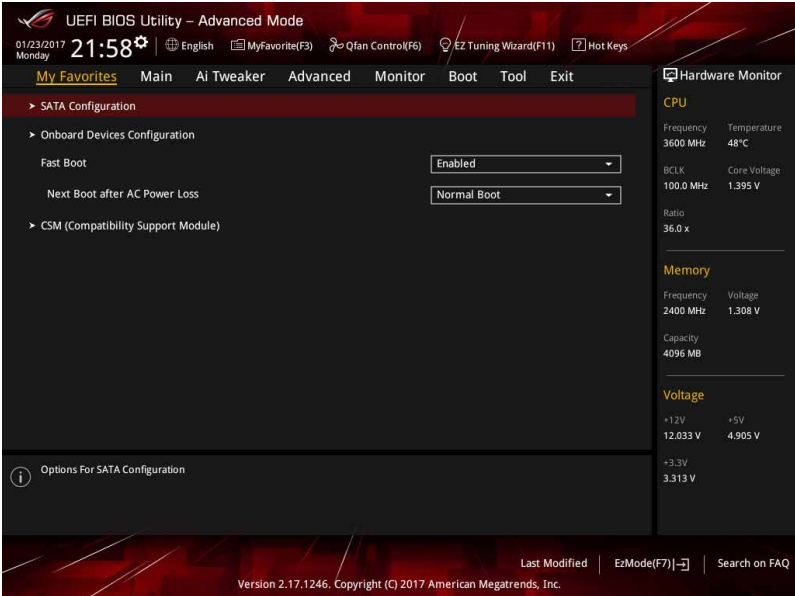 UEFI BIOS Utility – Advanced Mode
01/23/2017 Monday 21:58 English MyFavorite(F3) Qfan Control(F6) EZ Tuning Wizard(F11) ? Hot Keys
My Favorites Main Ai Tweaker Advanced Monitor Boot Tool Exit
Hardware Monitor
> SATA Configuration
> Onboard Devices Configuration
Fast Boot Enabled
Next Boot after AC Power Loss Normal Boot
> CSM (Compatibility Support Module)
CPU
Frequency Temperature
3600 MHz 48°C
BCLK Core Voltage
100.0 MHz 1.395 V
Ratio
36.0 x
Memory
Frequency Voltage
2400 MHz 1.308 V
Capacity
4096 MB
Voltage
+12V +5V
12.033 V 4.905 V
+3.3V
3.313 V
i Options For SATA Configuration
Last Modified EzMode(F7) Search on FAQ
Version 2.17.1246. Copyright (C) 2017 American Megatrends, Inc.